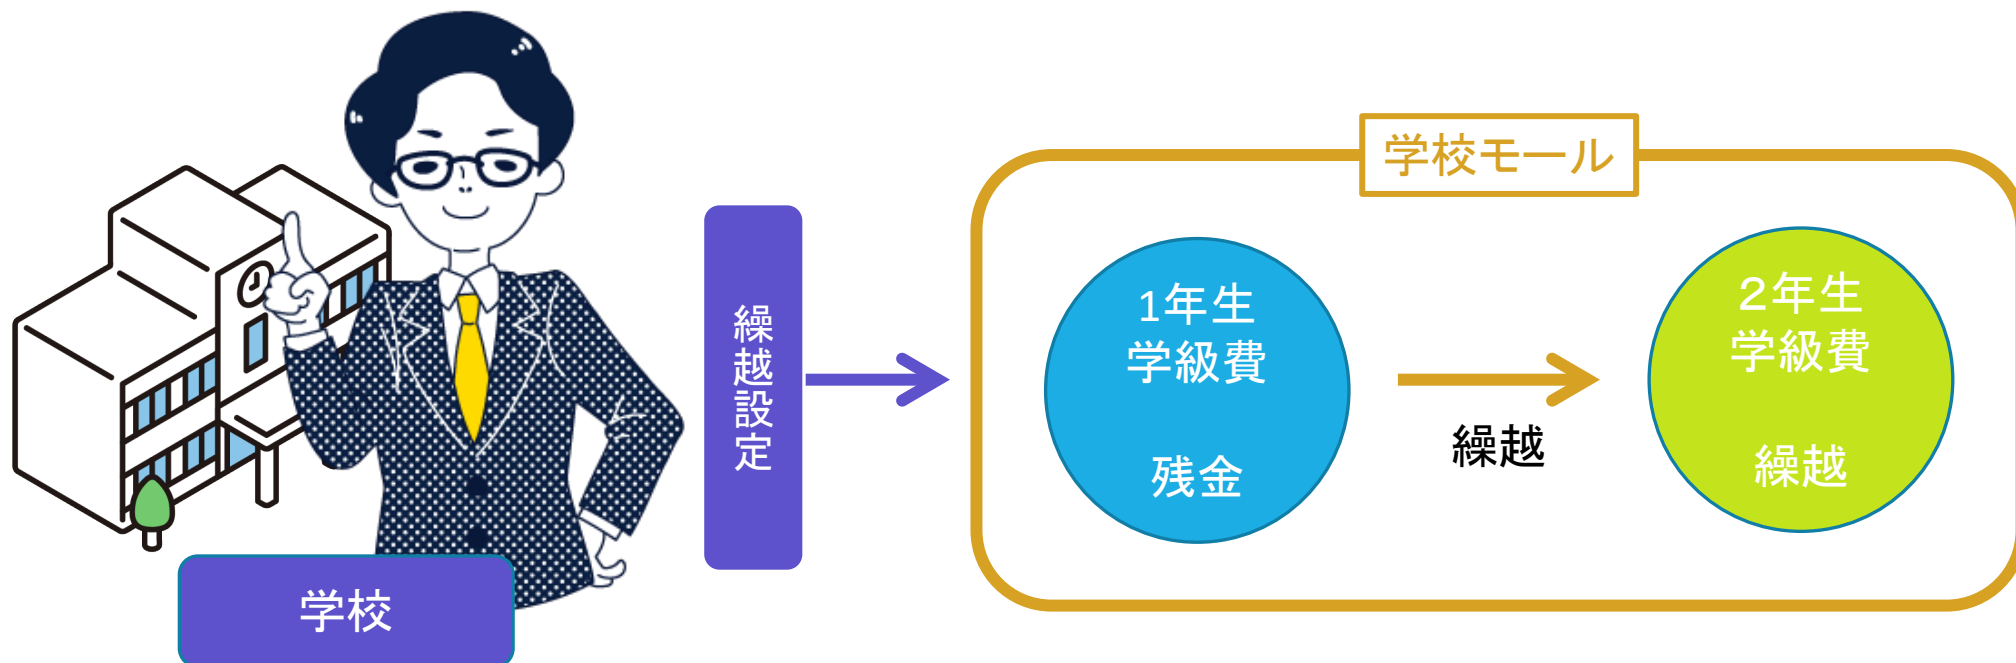 学校
繰越設定
学校モール
1年生
学級費
残金
繰越
２年生
学級費
繰越